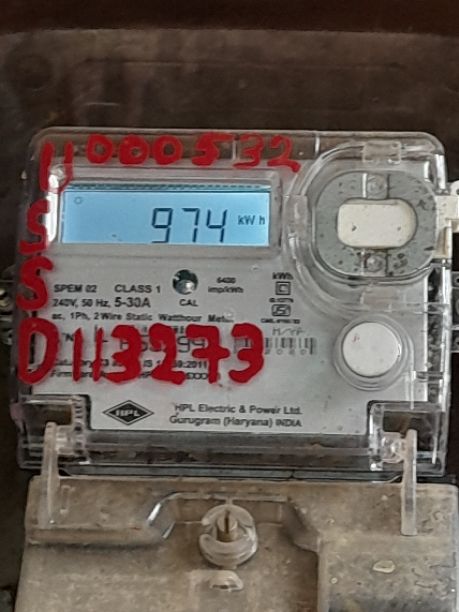 U000532
S
S
D113273
974 kWh
SPEM 02 CLASS 1
240V, 50 Hz, 5-30A
ac, 1Ph, 2 Wire Static Watthour
CAL
6400
imp/kWh
kWh
HPL
HPL Electric & Power Ltd.
Gurugram (Haryana) INDIA